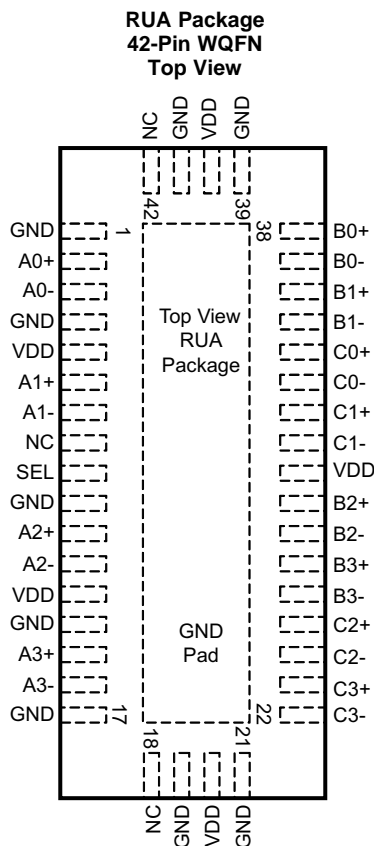 RUA Package
42-Pin WQFN
Top View
NC
GND
VDD
GND
42
39
GND
A0+
A0-
GND
VDD
A1+
A1-
NC
SEL
GND
A2+
A2-
VDD
GND
A3+
A3-
GND
1
17
Top View
RUA
Package
GND
Pad
38
22
B0+
B0-
B1+
B1-
C0+
C0-
C1+
C1-
VDD
B2+
B2-
B3+
B3-
C2+
C2-
C3+
C3-
18
21
NC
GND
VDD
GND